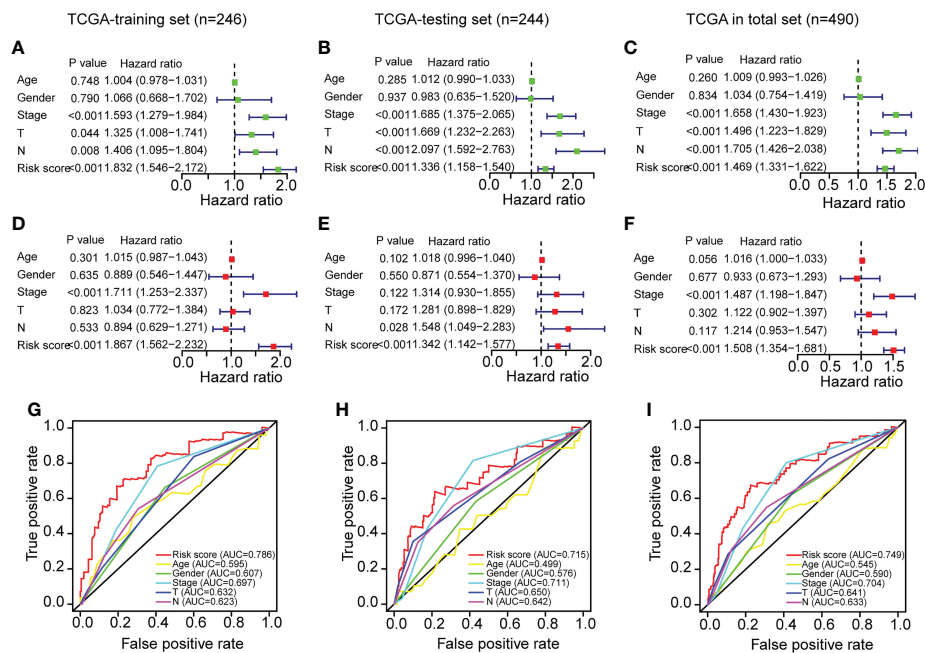 TCGA-training set (n=246)
TCGA-testing set (n=244)
TCGA in total set (n=490)
A
P value Hazard ratio
Age 0.748 1.004 (0.978−1.031)
Gender 0.790 1.066 (0.668−1.702)
Stage <0.001 1.593 (1.279−1.984)
T 0.044 1.325 (1.008−1.741)
N 0.008 1.406 (1.095−1.804)
Risk score <0.001 1.832 (1.546−2.172)
0.0 1.0 2.0
Hazard ratio
B
P value Hazard ratio
Age 0.285 1.012 (0.990−1.033)
Gender 0.937 0.983 (0.635−1.520)
Stage <0.001 1.685 (1.375−2.065)
T <0.001 1.669 (1.232−2.263)
N <0.001 2.097 (1.592−2.763)
Risk score <0.001 1.336 (1.158−1.540)
0.0 1.0 2.0
Hazard ratio
C
P value Hazard ratio
Age 0.260 1.009 (0.993−1.026)
Gender 0.834 1.034 (0.754−1.419)
Stage <0.001 1.658 (1.430−1.923)
T <0.001 1.496 (1.223−1.829)
N <0.001 1.705 (1.426−2.038)
Risk score <0.001 1.469 (1.331−1.622)
0.0 0.5 1.0 1.5 2.0
Hazard ratio
D
P value Hazard ratio
Age 0.301 1.015 (0.987−1.043)
Gender 0.635 0.889 (0.546−1.447)
Stage <0.001 1.711 (1.253−2.337)
T 0.823 1.034 (0.772−1.384)
N 0.533 0.894 (0.629−1.271)
Risk score <0.001 1.867 (1.562−2.232)
0.0 1.0 2.0
Hazard ratio
E
P value Hazard ratio
Age 0.102 1.018 (0.996−1.040)
Gender 0.550 0.871 (0.554−1.370)
Stage 0.122 1.314 (0.930−1.855)
T 0.172 1.281 (0.898−1.829)
N 0.028 1.548 (1.049−2.283)
Risk score <0.001 1.342 (1.142−1.577)
0.0 1.0 2.0
Hazard ratio
F
P value Hazard ratio
Age 0.056 1.016 (1.000−1.033)
Gender 0.677 0.933 (0.673−1.293)
Stage <0.001 1.487 (1.198−1.847)
T 0.302 1.122 (0.902−1.397)
N 0.117 1.214 (0.953−1.547)
Risk score <0.001 1.508 (1.354−1.681)
0.0 0.5 1.0 1.5
Hazard ratio
G
True positive rate
1.0
0.8
0.6
0.4
0.2
0.0
Risk score (AUC=0.786)
Age (AUC=0.595)
Gender (AUC=0.607)
Stage (AUC=0.697)
T (AUC=0.632)
N (AUC=0.623)
0.0 0.2 0.4 0.6 0.8 1.0
False positive rate
H
True positive rate
1.0
0.8
0.6
0.4
0.2
0.0
Risk score (AUC=0.715)
Age (AUC=0.499)
Gender (AUC=0.576)
Stage (AUC=0.711)
T (AUC=0.650)
N (AUC=0.642)
0.0 0.2 0.4 0.6 0.8 1.0
False positive rate
I
True positive rate
1.0
0.8
0.6
0.4
0.2
0.0
Risk score (AUC=0.749)
Age (AUC=0.545)
Gender (AUC=0.590)
Stage (AUC=0.704)
T (AUC=0.641)
N (AUC=0.633)
0.0 0.2 0.4 0.6 0.8 1.0
False positive rate